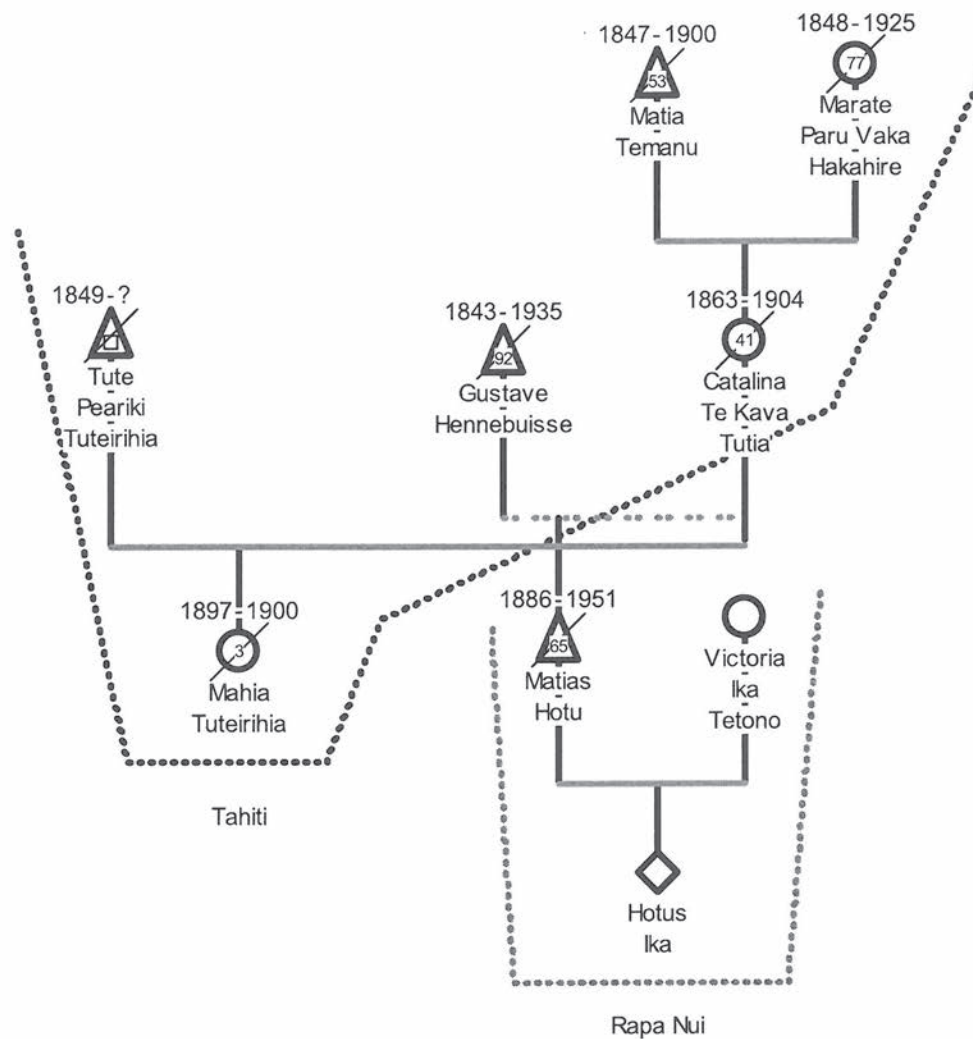 1847-1900
53
Matia
Temanu
1848-1925
77
Marate
Paru Vaka
Hakahire
1849-?
Tute
Peariki
Tuteirihia
1843-1935
92
Gustave
Hennebuisse
1863-1904
41
Catalina
Te Kava
Tutia'
1897-1900
3
Mahia
Tuteirihia
1886-1951
65
Matias
Hotu
Victoria
Ika
Tetono
Tahiti
Hotus
Ika
Rapa Nui